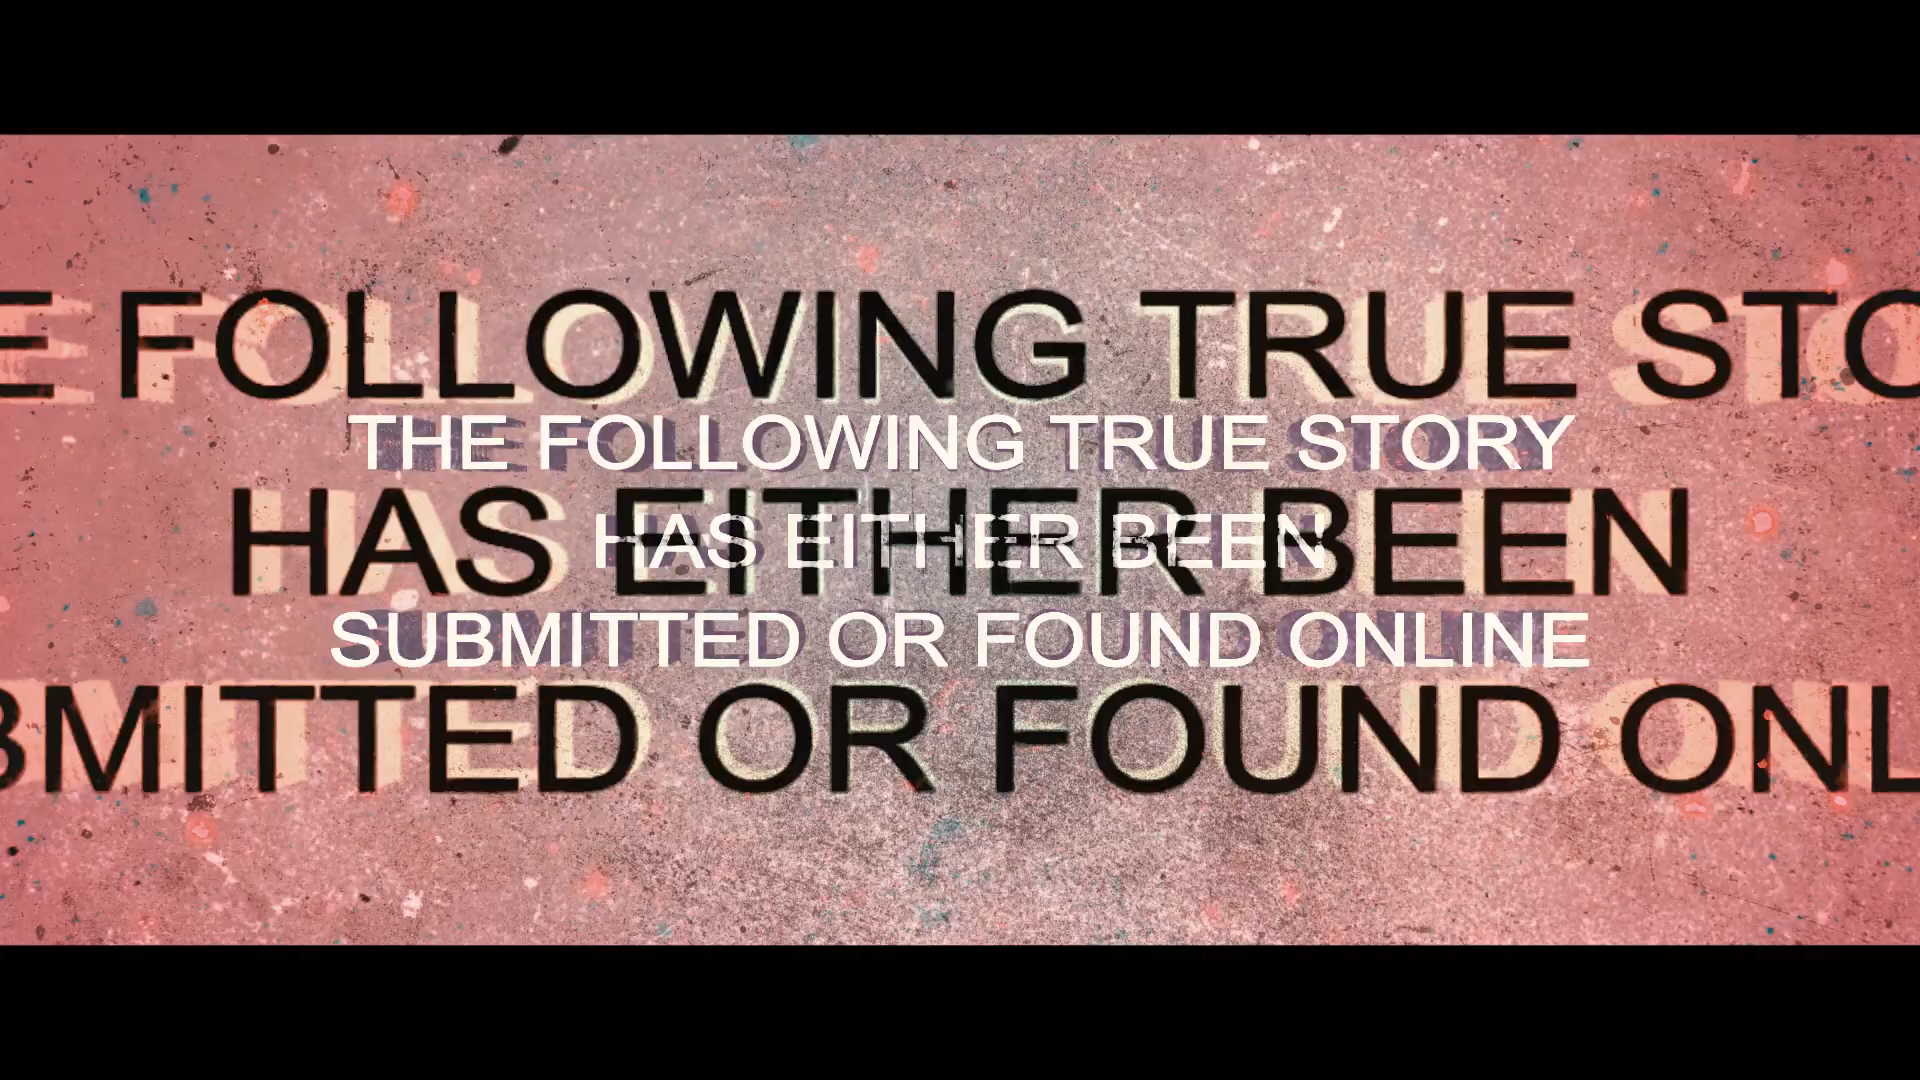 E FOLLOWING TRUE STO
THE FOLLOWING TRUE STORY
HAS EITHER BEEN
HAS EITHER BEEN
SUBMITTED OR FOUND ONLINE
BMITTED OR FOUND ONL